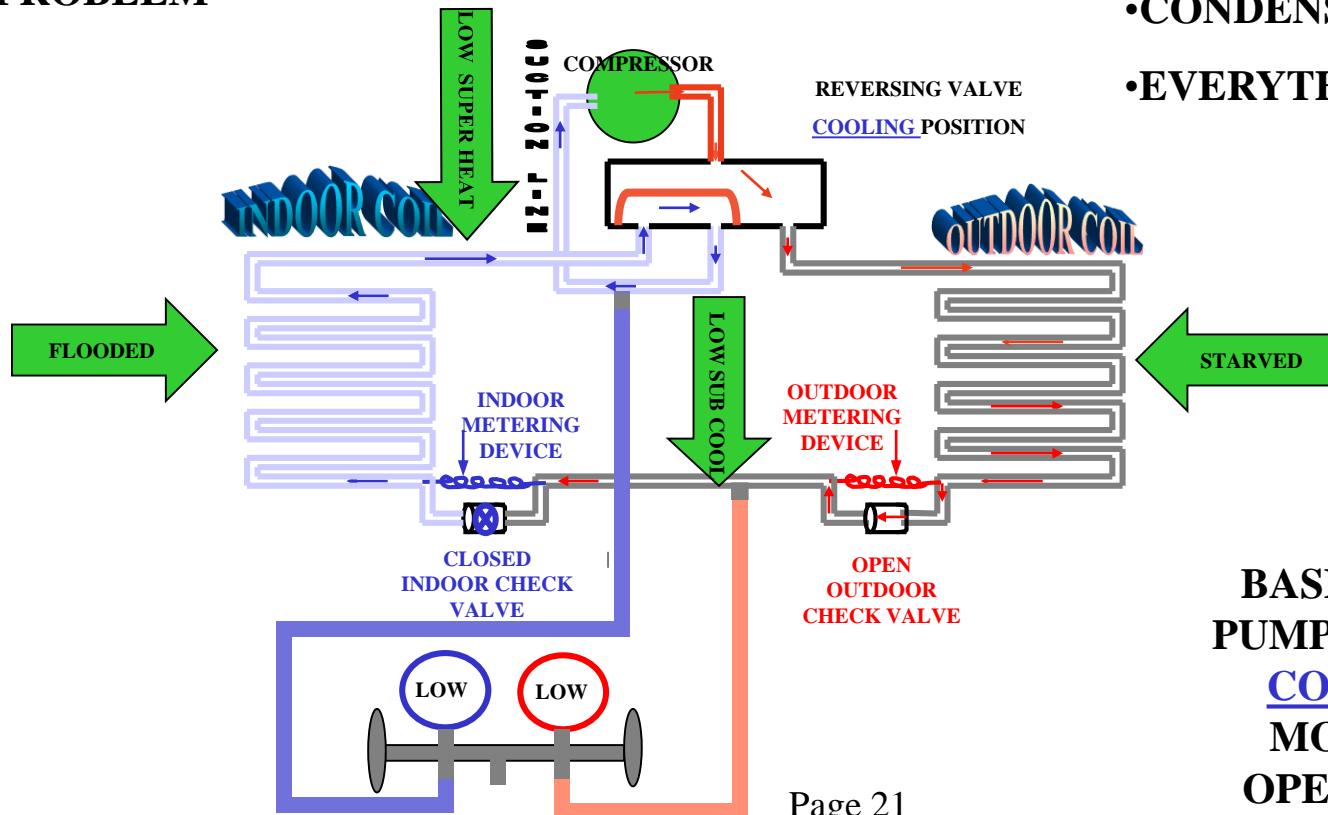 PROBLEM
•CONDENS
•EVERYTH
LOW SUPER HEAT
SUCTION LINE
COMPRESSOR
REVERSING VALVE
COOLING POSITION
INDOOR COIL
OUTDOOR COIL
FLOODED
LOW SUB COOL
STARVED
INDOOR
METERING
DEVICE
OUTDOOR
METERING
DEVICE
CLOSED
INDOOR CHECK
VALVE
OPEN
OUTDOOR
CHECK VALVE
LOW
LOW
BASI
PUMP
CO
MO
OPE
Page 21